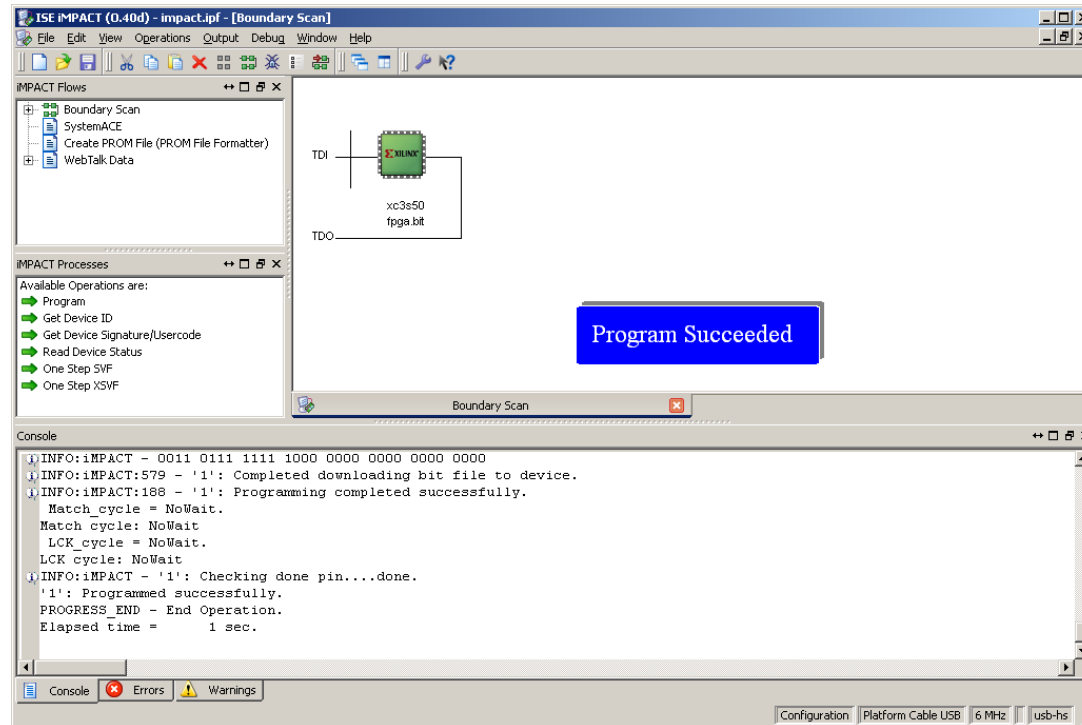 ISE iMPACT (0.40d) - impact.ipf - [Boundary Scan]
File Edit View Operations Output Debug Window Help
iMPACT Flows
Boundary Scan
SystemACE
Create PROM File (PROM File Formatter)
WebTalk Data
TDI
XILINX
xc3s50
fpga.bit
TDO
iMPACT Processes
Available Operations are:
Program
Get Device ID
Get Device Signature/Usercode
Read Device Status
One Step SVF
One Step XSVF
Program Succeeded
Boundary Scan
Console
INFO:iMPACT - 0011 0111 1111 1000 0000 0000 0000 0000
INFO:iMPACT:579 - '1': Completed downloading bit file to device.
INFO:iMPACT:188 - '1': Programming completed successfully.
Match_cycle = NoWait.
Match cycle: NoWait
LCK_cycle = NoWait.
LCK cycle: NoWait
INFO:iMPACT - '1': Checking done pin....done.
'1': Programmed successfully.
PROGRESS_END - End Operation.
Elapsed time =      1 sec.
Console Errors Warnings
Configuration Platform Cable USB 6 MHz usb-hs